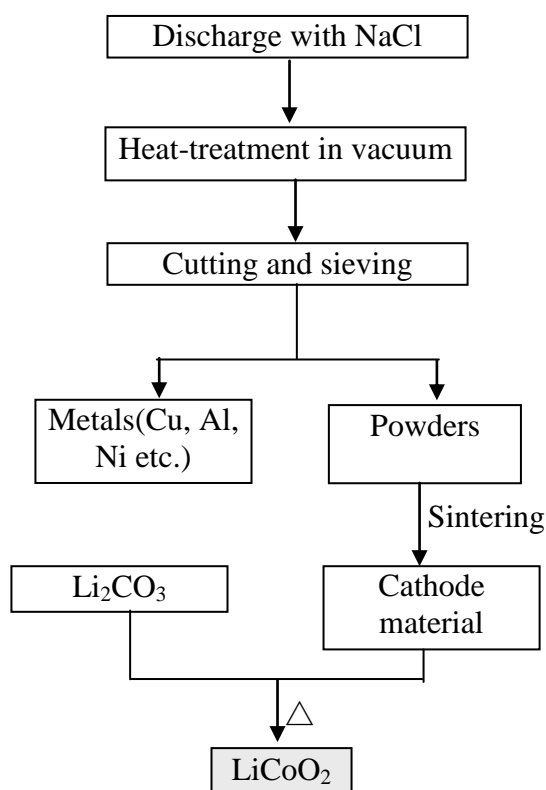 Discharge with NaCl
Heat-treatment in vacuum
Cutting and sieving
Metals(Cu, Al,
Ni etc.)
Powders
Sintering
Li₂CO₃
Cathode
material
△
LiCoO₂